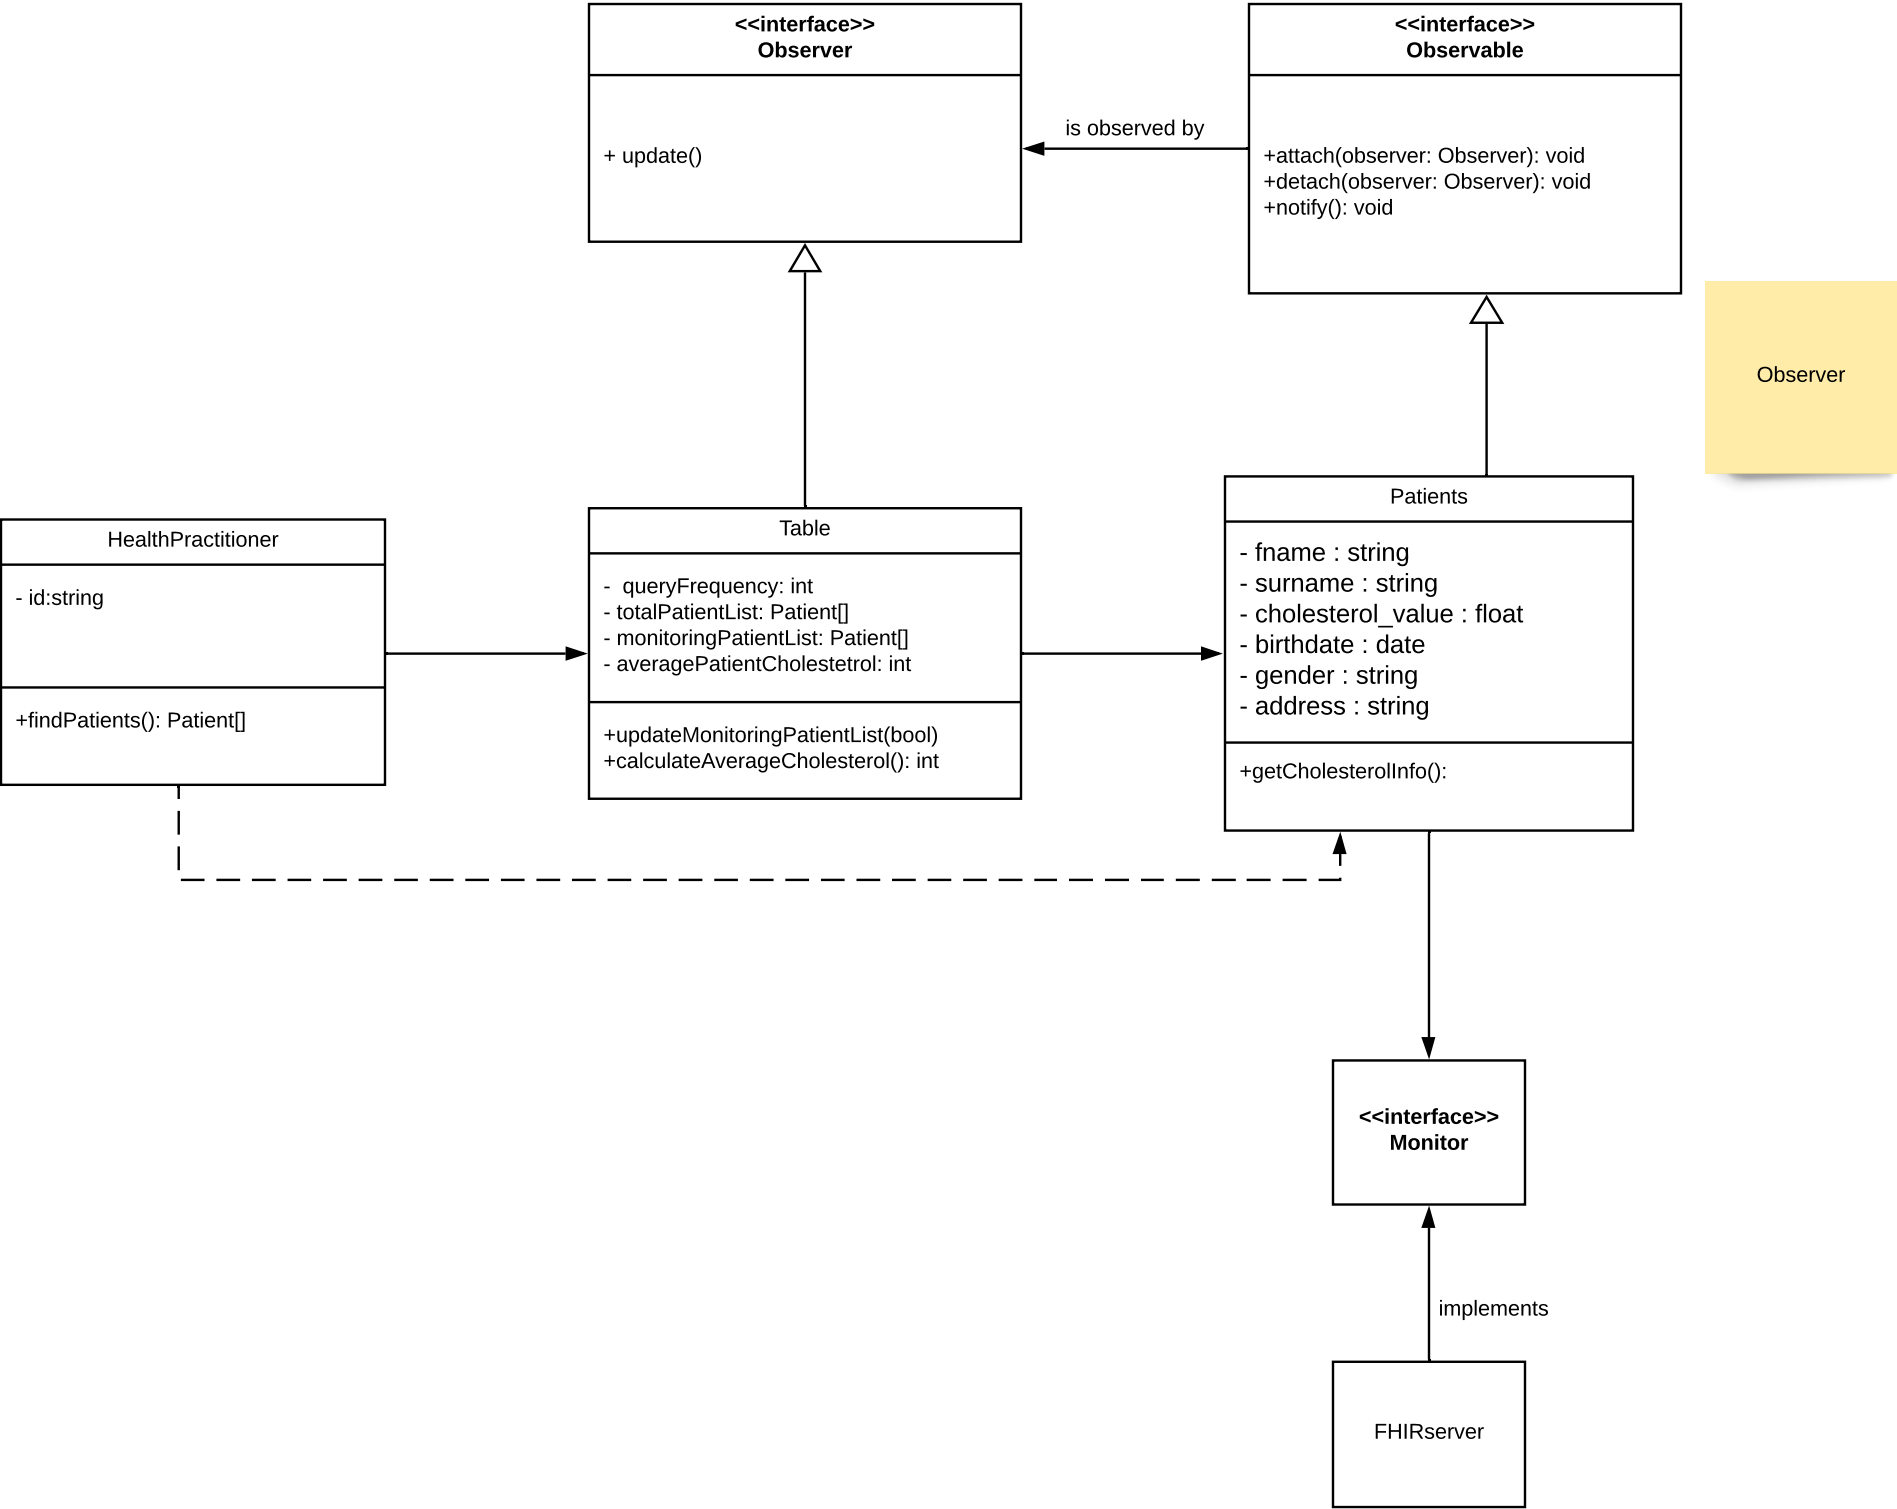 <<interface>>
Observer
+ update()
is observed by
<<interface>>
Observable
+attach(observer: Observer): void
+detach(observer: Observer): void
+notify(): void
Observer
HealthPractitioner
- id:string
+findPatients(): Patient[]
Table
-  queryFrequency: int
- totalPatientList: Patient[]
- monitoringPatientList: Patient[]
- averagePatientCholestetrol: int
+updateMonitoringPatientList(bool)
+calculateAverageCholesterol(): int
Patients
- fname : string
- surname : string
- cholesterol_value : float
- birthdate : date
- gender : string
- address : string
+getCholesterolInfo():
<<interface>>
Monitor
implements
FHIRserver